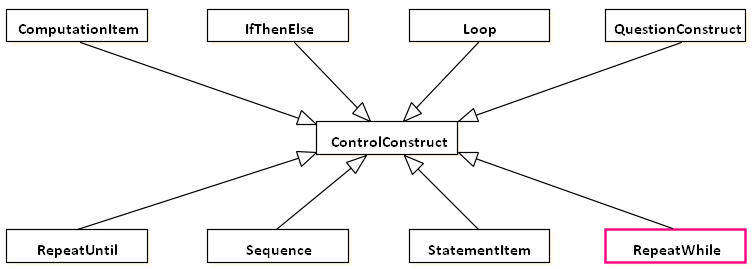 ComputationItem
IfThenElse
Loop
QuestionConstruct
ControlConstruct
RepeatUntil
Sequence
StatementItem
RepeatWhile